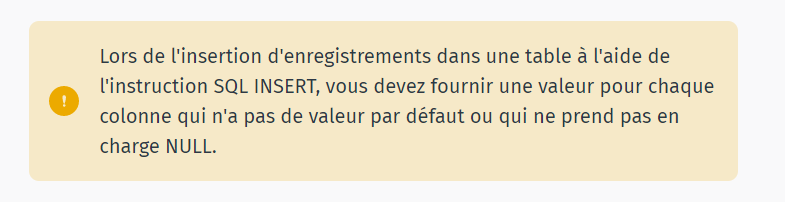 Lors de l'insertion d'enregistrements dans une table à l'aide de
l'instruction SQL INSERT, vous devez fournir une valeur pour chaque
colonne qui n'a pas de valeur par défaut ou qui ne prend pas en
charge NULL.